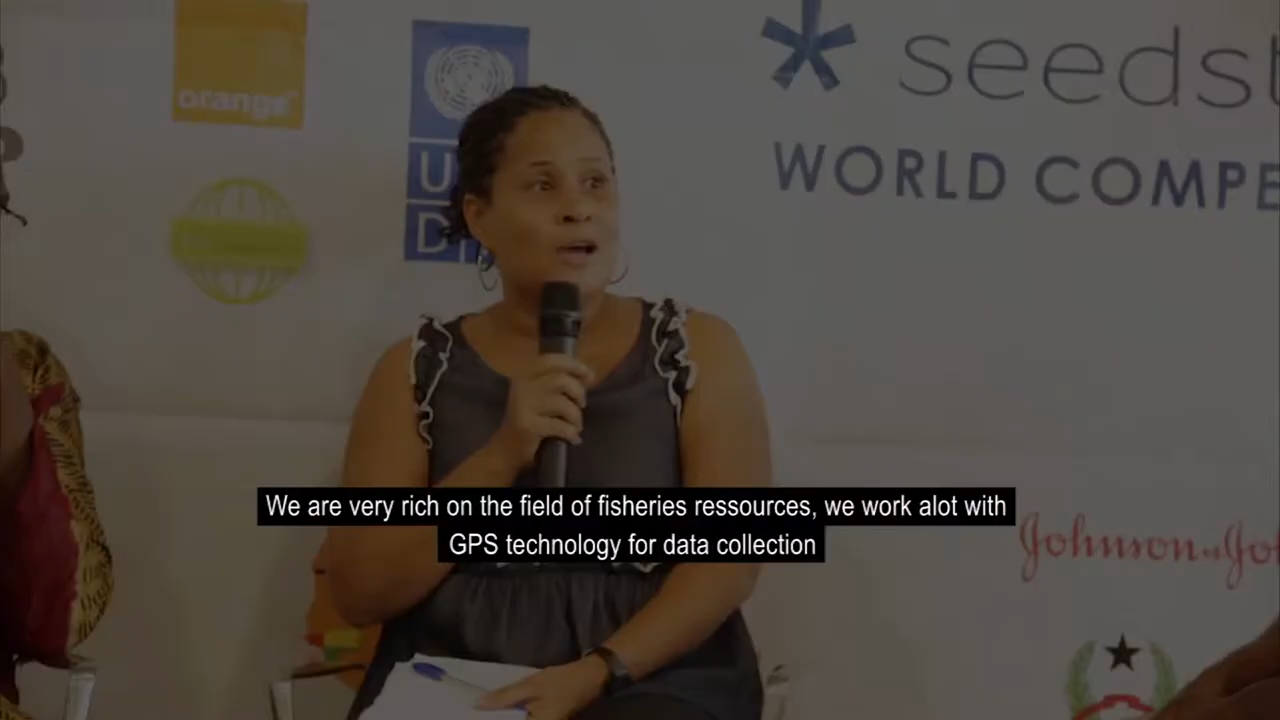 orange
seedst
WORLD COMPE
U
D
We are very rich on the field of fisheries ressources, we work alot with
GPS technology for data collection
Johnson Jo